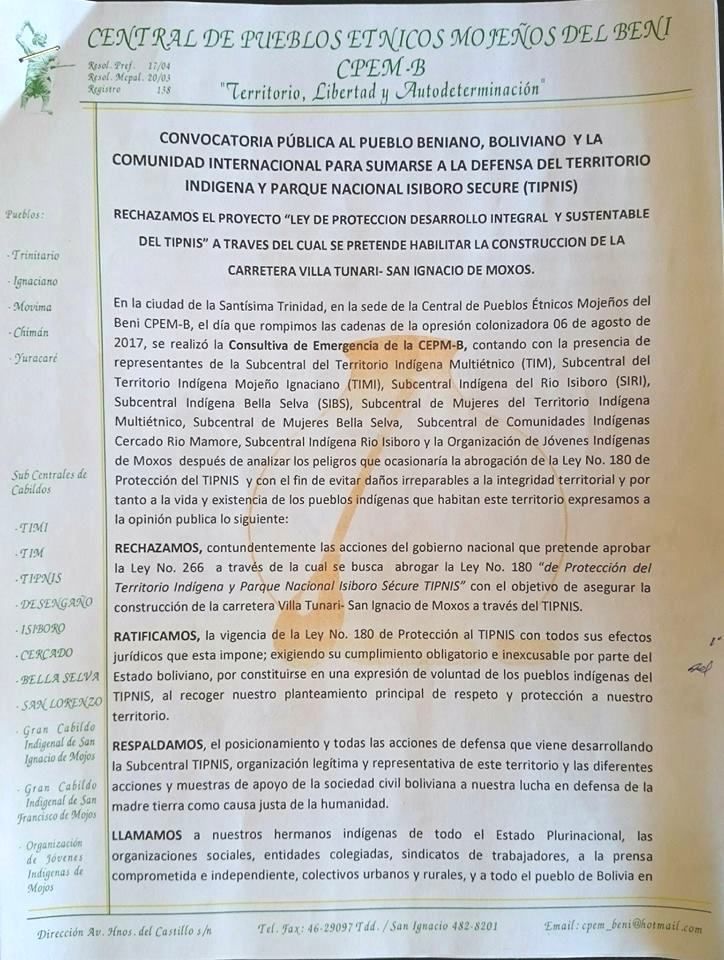 CENTRAL DE PUEBLOS ETNICOS MOJEÑOS DEL BENI
CPEM-B
"Territorio, Libertad y Autodeterminación"
Resol. Pref. 17/04
Resol. Mcpal. 20/03
Registro 138
CONVOCATORIA PÚBLICA AL PUEBLO BENIANO, BOLIVIANO Y LA
COMUNIDAD INTERNACIONAL PARA SUMARSE A LA DEFENSA DEL TERRITORIO
INDIGENA Y PARQUE NACIONAL ISIBORO SECURE (TIPNIS)
RECHAZAMOS EL PROYECTO "LEY DE PROTECCION DESARROLLO INTEGRAL Y SUSTENTABLE
DEL TIPNIS" A TRAVES DEL CUAL SE PRETENDE HABILITAR LA CONSTRUCCION DE LA
CARRETERA VILLA TUNARI- SAN IGNACIO DE MOXOS.
En la ciudad de la Santísima Trinidad, en la sede de la Central de Pueblos Étnicos Mojeños del
Beni CPEM-B, el día que rompimos las cadenas de la opresión colonizadora 06 de agosto de
2017, se realizó la Consultiva de Emergencia de la CEPM-B, contando con la presencia de
representantes de la Subcentral del Territorio Indígena Multiétnico (TIM), Subcentral del
Territorio Indígena Mojeño Ignaciano (TIMI), Subcentral Indígena del Rio Isiboro (SIRI),
Subcentral Indígena Bella Selva (SIBS), Subcentral de Mujeres del Territorio Indígena
Multiétnico, Subcentral de Mujeres Bella Selva, Subcentral de Comunidades Indígenas
Cercado Rio Mamore, Subcentral Indígena Rio Isiboro y la Organización de Jóvenes Indígenas
de Moxos después de analizar los peligros que ocasionaría la abrogación de la Ley No. 180 de
Protección del TIPNIS y con el fin de evitar daños irreparables a la integridad territorial y por
tanto a la vida y existencia de los pueblos indígenas que habitan este territorio expresamos a
la opinión publica lo siguiente:
RECHAZAMOS, contundentemente las acciones del gobierno nacional que pretende aprobar
la Ley No. 266 a través de la cual se busca abrogar la Ley No. 180 "de Protección del
Territorio Indígena y Parque Nacional Isiboro Sécure TIPNIS" con el objetivo de asegurar la
construcción de la carretera Villa Tunari- San Ignacio de Moxos a través del TIPNIS.
RATIFICAMOS, la vigencia de la Ley No. 180 de Protección al TIPNIS con todos sus efectos
jurídicos que esta impone; exigiendo su cumplimiento obligatorio e inexcusable por parte del
Estado boliviano, por constituirse en una expresión de voluntad de los pueblos indígenas del
TIPNIS, al recoger nuestro planteamiento principal de respeto y protección a nuestro
territorio.
RESPALDAMOS, el posicionamiento y todas las acciones de defensa que viene desarrollando
la Subcentral TIPNIS, organización legítima y representativa de este territorio y las diferentes
acciones y muestras de apoyo de la sociedad civil boliviana a nuestra lucha en defensa de la
madre tierra como causa justa de la humanidad.
LLAMAMOS a nuestros hermanos indígenas de todo el Estado Plurinacional, las
organizaciones sociales, entidades colegiadas, sindicatos de trabajadores, a la prensa
comprometida e independiente, colectivos urbanos y rurales, y a todo el pueblo de Bolivia en
Pueblos:
- Trinitario
- Ignaciano
- Movima
- Chimán
- Yuracaré
Sub Centrales de
Cabildos
- TIMI
- TIM
- TIPNIS
- DESENGAÑO
- ISIBORO
- CERCADO
- BELLA SELVA
- SAN LORENZO
- Gran Cabildo
Indigenal de San
Ignacio de Mojos
- Gran Cabildo
Indigenal de San
Francisco de Mojos
- Organización
de Jóvenes
Indígenas de
Mojos
Dirección Av. Hnos. del Castillo s/n Tel. Fax: 46-29097 Tdd. / San Ignacio 482-8201 Email: cpem_beni@hotmail.com